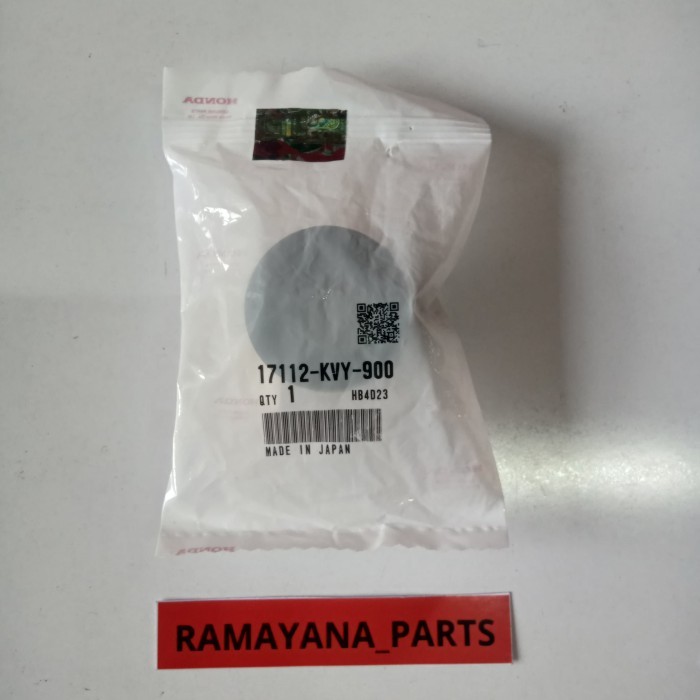 HONDA
17112-KVY-900
QTY 1 HB4D23
MADE IN JAPAN
HONDA
RAMAYANA_PARTS